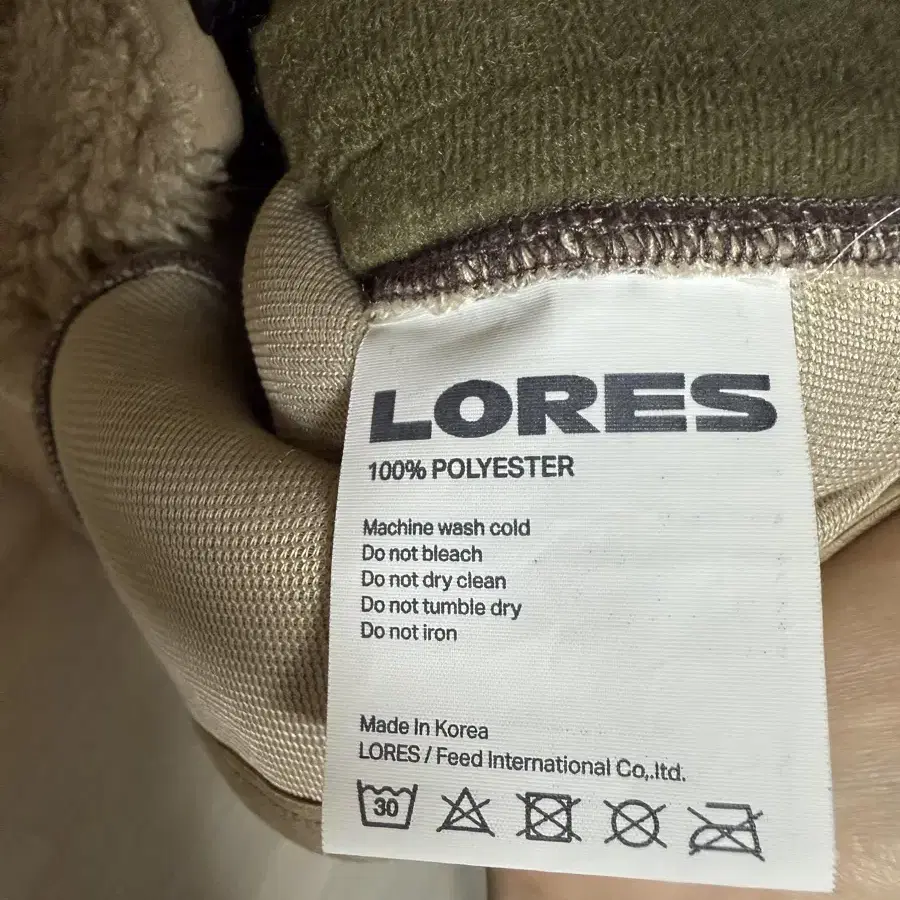 LORES
100% POLYESTER
Machine wash cold
Do not bleach
Do not dry clean
Do not tumble dry
Do not iron
Made In Korea
LORES / Feed International Co,.ltd.
30